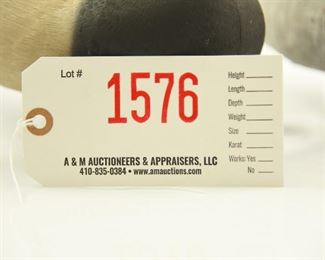 Lot #
1576
Height
Length
Depth
Weight
Size
Karat
Works: Yes
No
A & M AUCTIONEERS & APPRAISERS, LLC
410-835-0384 • www.amauctions.com